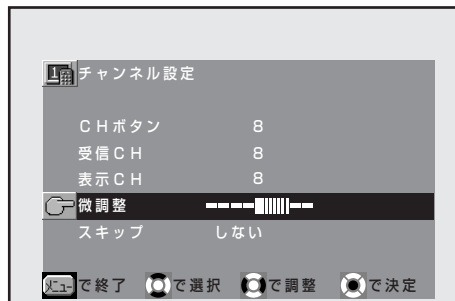 チャンネル設定
CHボタン 8
受信CH 8
表示CH 8
微調整
スキップ しない
メニューで終了 で選択 で調整 で決定